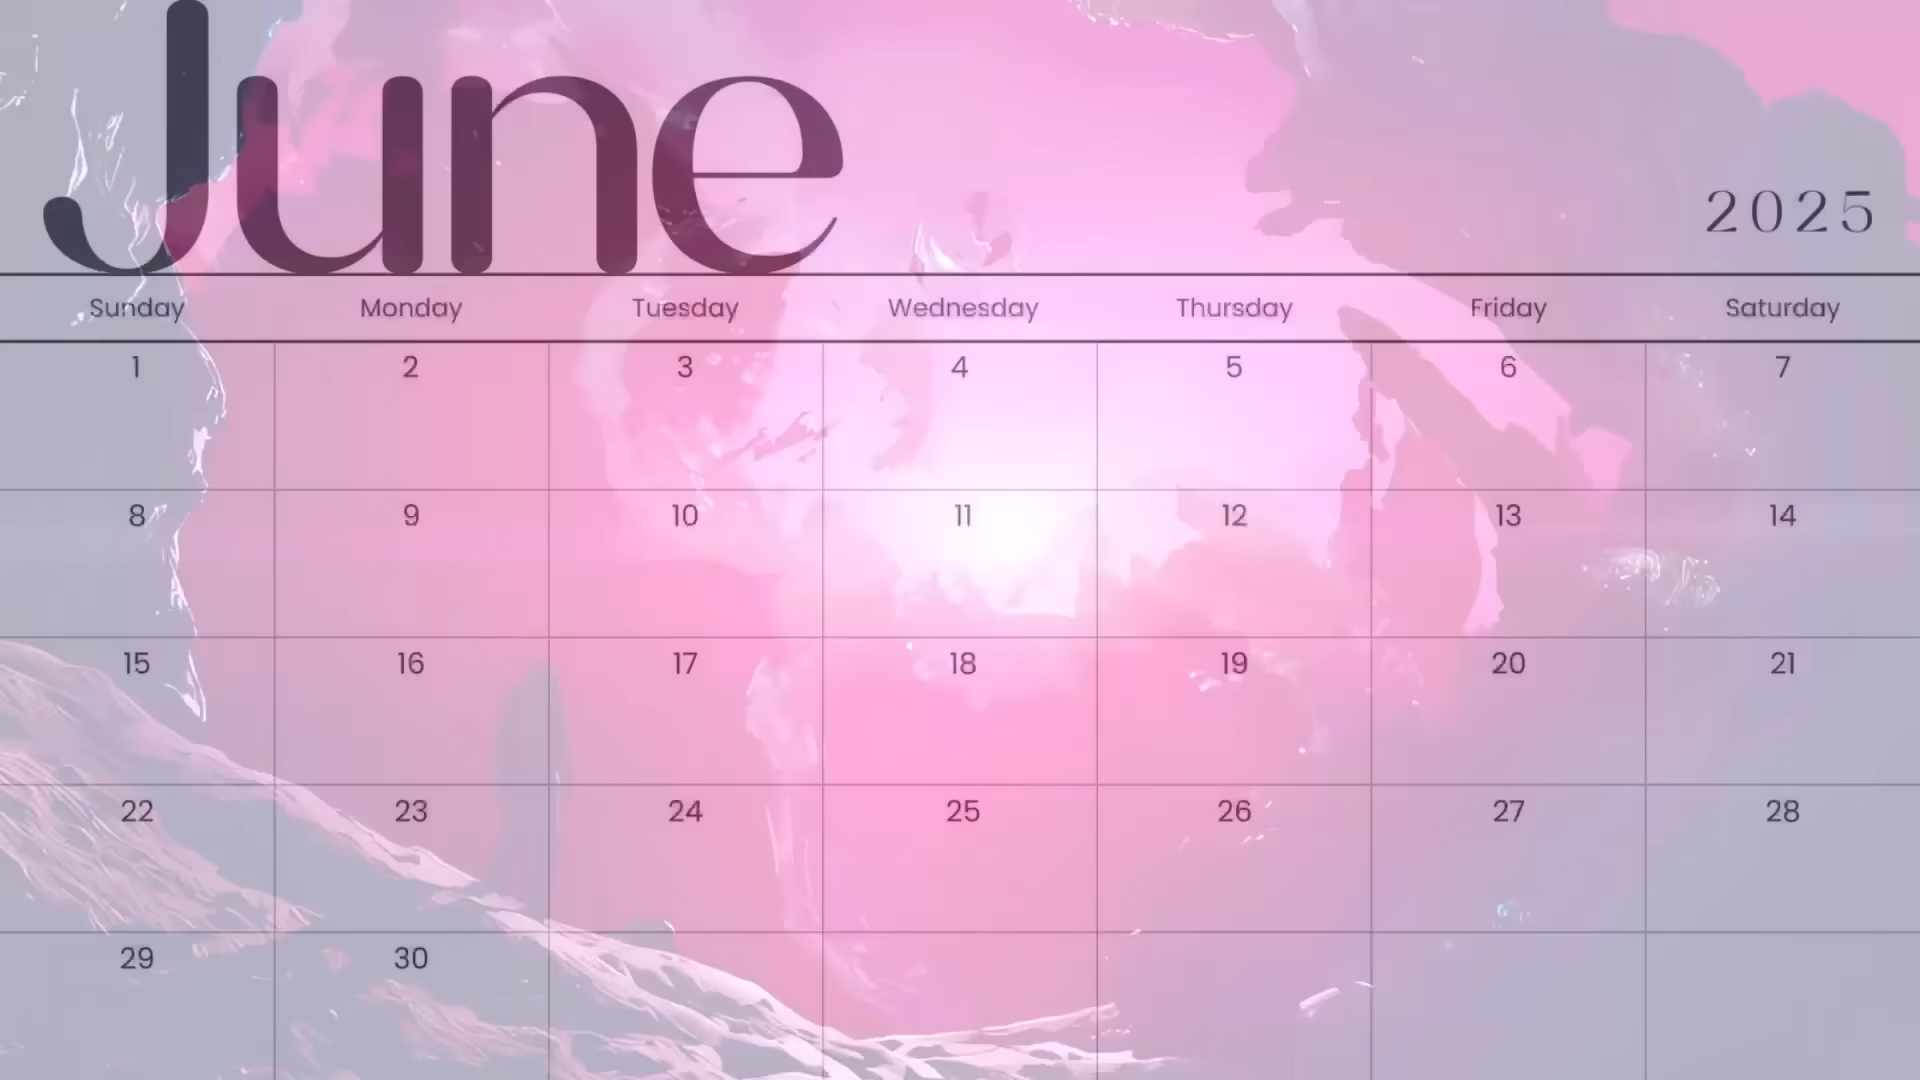 June
2025
Sunday Monday Tuesday Wednesday Thursday Friday Saturday
1 2 3 4 5 6 7
8 9 10 11 12 13 14
15 16 17 18 19 20 21
22 23 24 25 26 27 28
29 30